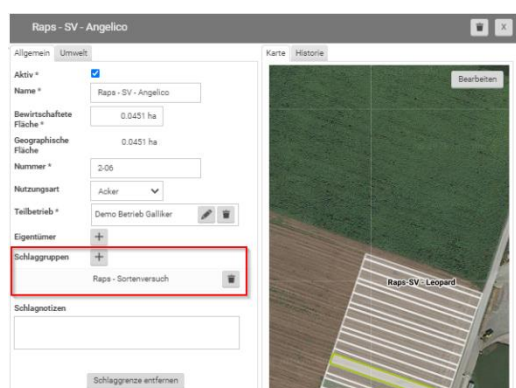 Raps - SV - Angelico
X
Allgemein Umwelt
Aktiv *
Name * Raps - SV - Angelico
Bewirtschaftete
Fläche * 0.0451 ha
Geographische
Fläche 0.0451 ha
Nummer * 2-06
Nutzungsart Acker
Teilbetrieb * Demo Betrieb Galliker
Eigentümer +
Schlaggruppen +
Raps - Sortenversauch
Schlagnotizen
Schlaggrenze entfernen
Karte Historie
Bearbeiten
Raps-SV - Leopard